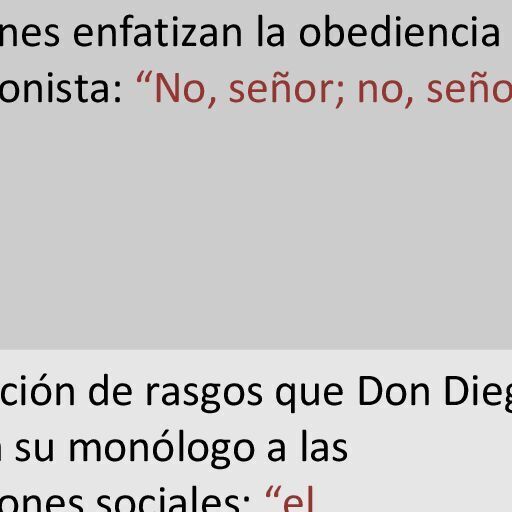 nes enfatizan la obediencia
onista: “No, señor; no, seño
ción de rasgos que Don Dieg
su monólogo a las
ones sociales: “el